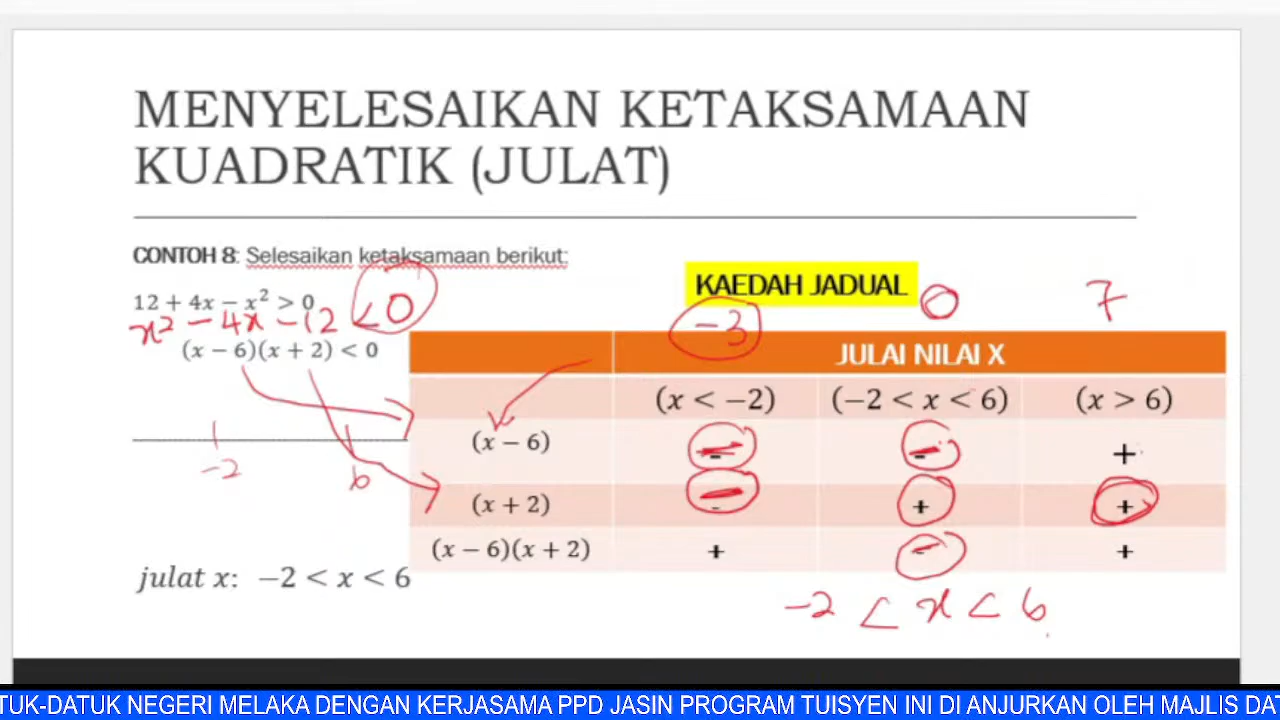 MENYELESAIKAN KETAKSAMAAN
KUADRATIK (JULAT)
CONTOH 8: Selesaikan ketaksamaan berikut:
12 + 4x − x² > 0
x² − 4x − 12 < 0
(x − 6)(x + 2) < 0
−2 6
julat x: −2 < x < 6
KAEDAH JADUAL
−3 0 7
JULAI NILAI X
(x < −2) (−2 < x < 6) (x > 6)
(x − 6) - - +
(x + 2) - + +
(x − 6)(x + 2) + - +
−2 < x < 6
TUK-DATUK NEGERI MELAKA DENGAN KERJASAMA PPD JASIN PROGRAM TUISYEN INI DI ANJURKAN OLEH MAJLIS DA